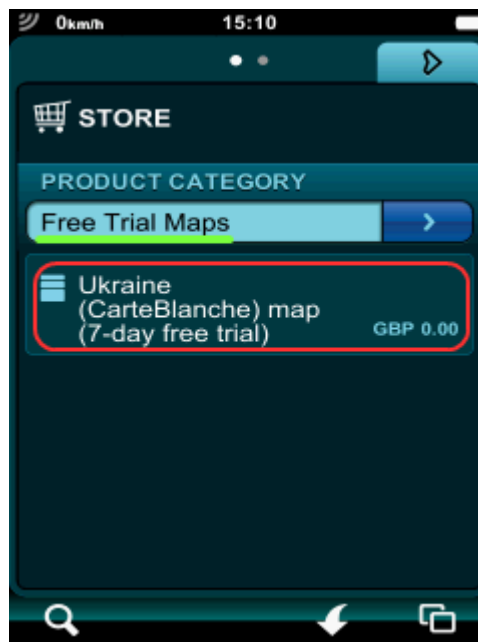 0km/h 15:10
STORE
PRODUCT CATEGORY
Free Trial Maps
Ukraine
(CarteBlanche) map
(7-day free trial) GBP 0.00